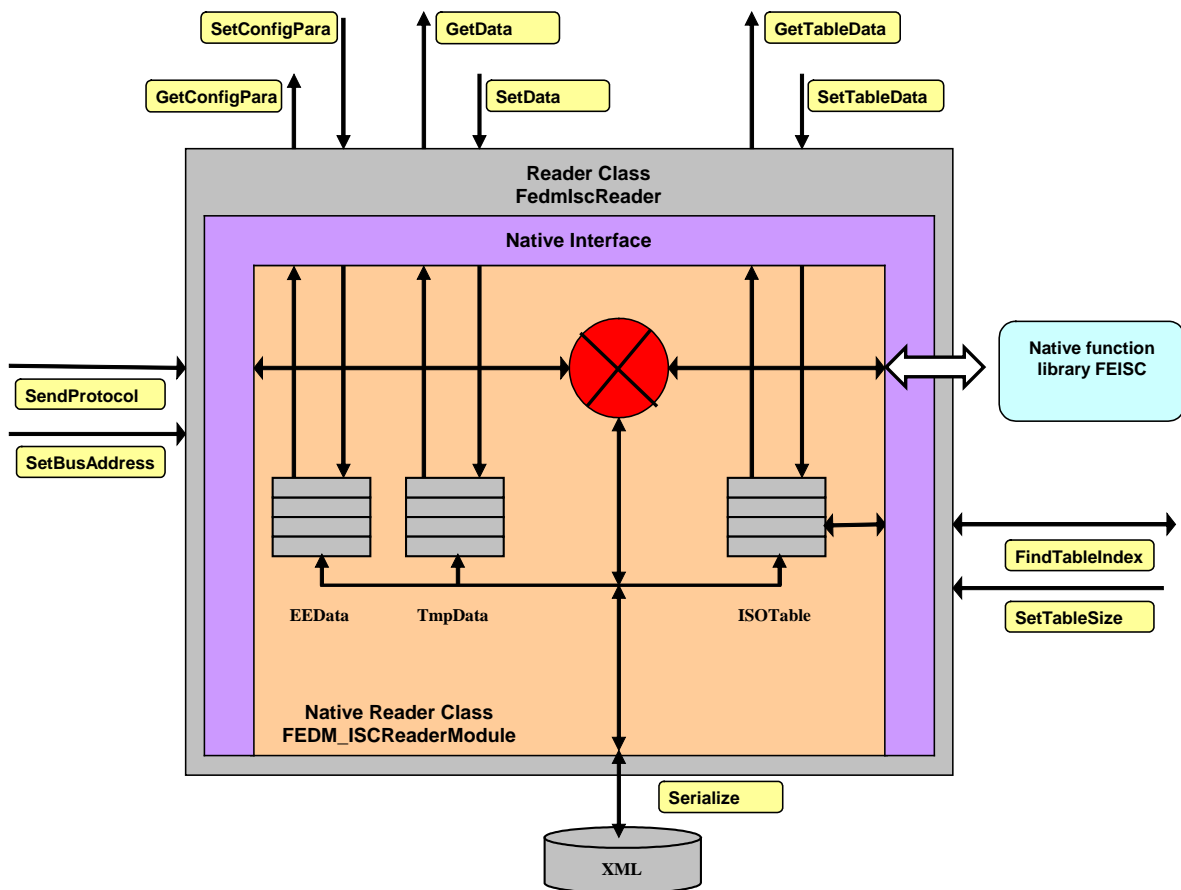 SetConfigPara
GetData
GetTableData
GetConfigPara
SetData
SetTableData
Reader Class
FedmIscReader
Native Interface
Native function
library FEISC
SendProtocol
SetBusAddress
FindTableIndex
EEData
TmpData
ISOTable
SetTableSize
Native Reader Class
FEDM_ISCReaderModule
Serialize
XML